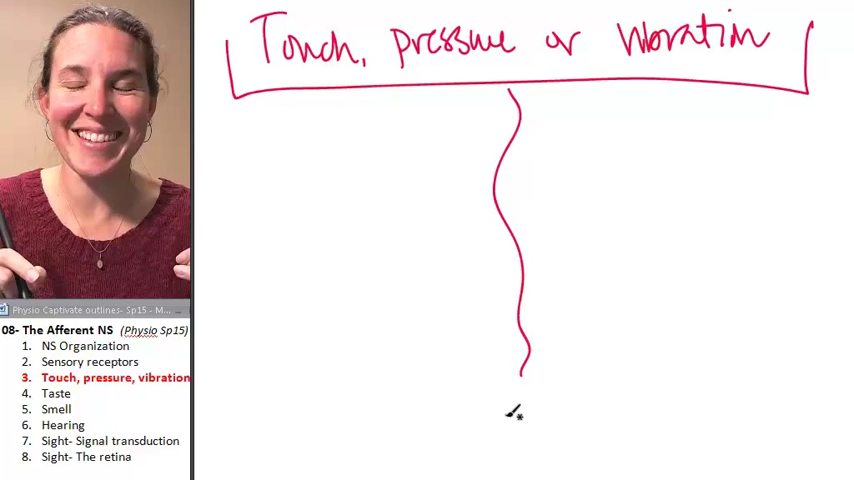 Touch, pressure or vibration
Physio Captivate outlines- Sp15 - M...
08- The Afferent NS (Physio Sp15)
1. NS Organization
2. Sensory receptors
3. Touch, pressure, vibration
4. Taste
5. Smell
6. Hearing
7. Sight- Signal transduction
8. Sight- The retina